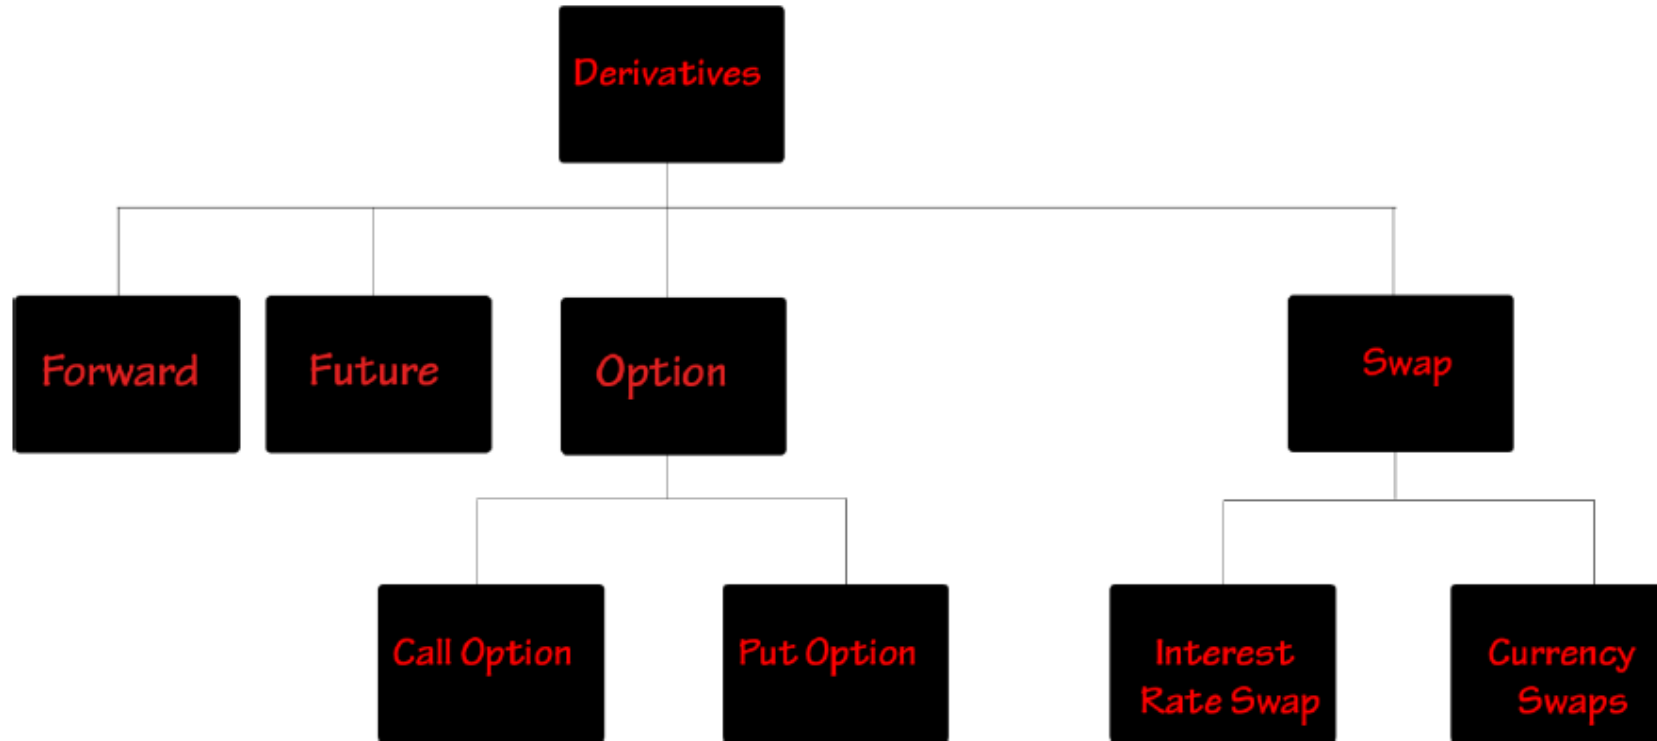 Derivatives
Forward
Future
Option
Swap
Call Option
Put Option
Interest
Rate Swap
Currency
Swaps